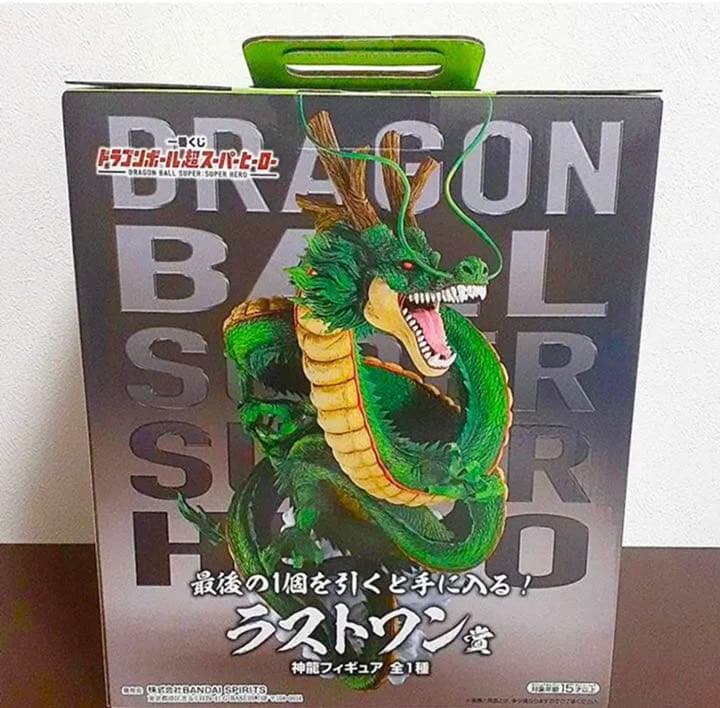 DRAGON
一番くじ
ドラゴンボール超スーパーヒーロー
DRAGON BALL SUPER: SUPER HERO
BALL
SUPER
SUPER
HERO
最後の1個を引くと手に入る!
ラストワン賞
神龍フィギュア 全1種
発売元 株式会社BANDAI SPIRITS
対象年齢15才以上